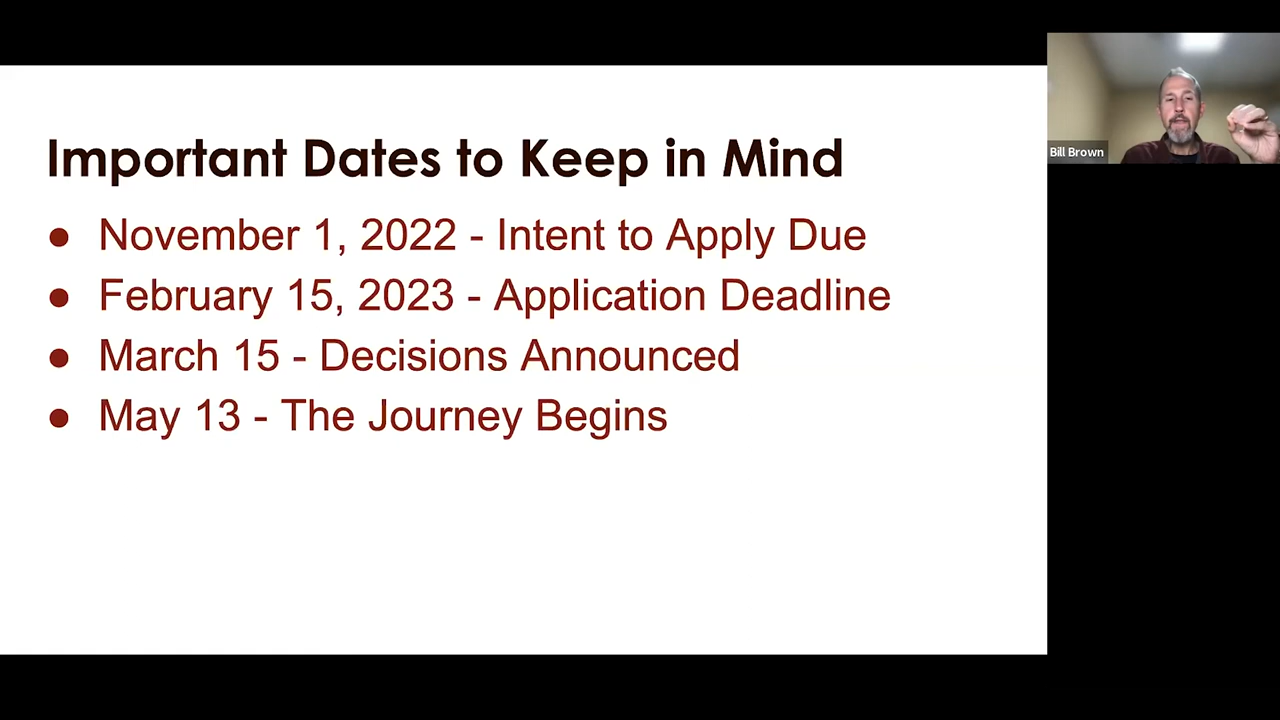 Important Dates to Keep in Mind
● November 1, 2022 - Intent to Apply Due
● February 15, 2023 - Application Deadline
● March 15 - Decisions Announced
● May 13 - The Journey Begins
Bill Brown